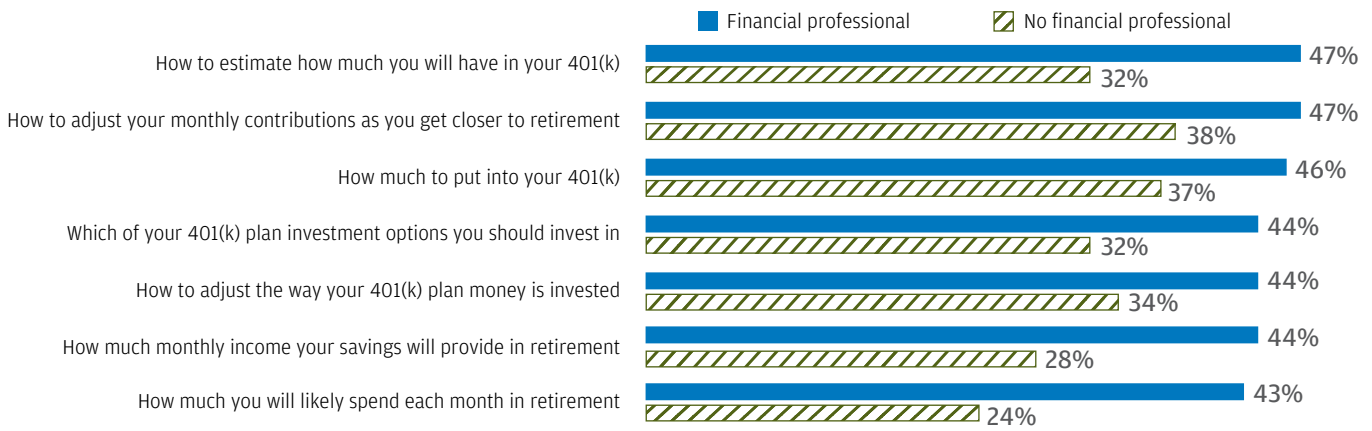 Financial professional No financial professional
How to estimate how much you will have in your 401(k) 47%
32%
How to adjust your monthly contributions as you get closer to retirement 47%
38%
How much to put into your 401(k) 46%
37%
Which of your 401(k) plan investment options you should invest in 44%
32%
How to adjust the way your 401(k) plan money is invested 44%
34%
How much monthly income your savings will provide in retirement 44%
28%
How much you will likely spend each month in retirement 43%
24%